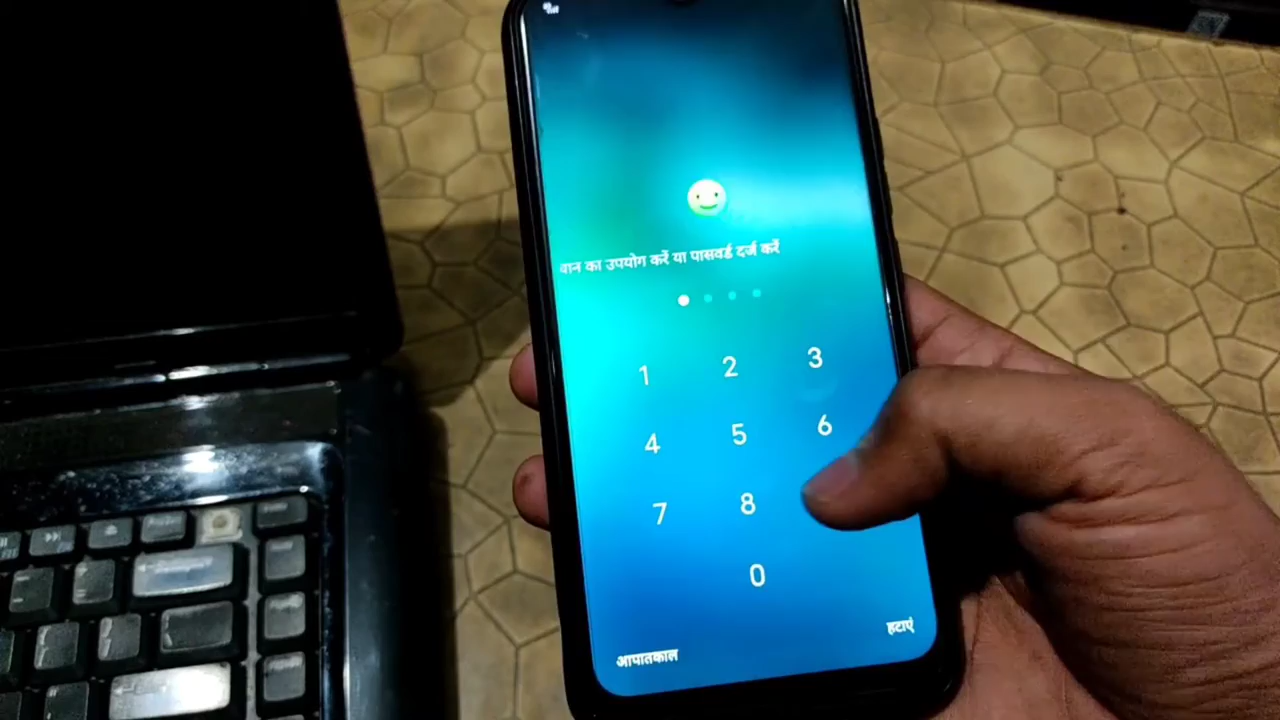 वान का उपयोग करें या पासवर्ड दर्ज करें
1 2 3
4 5 6
7 8
0
आपातकाल हटाएं